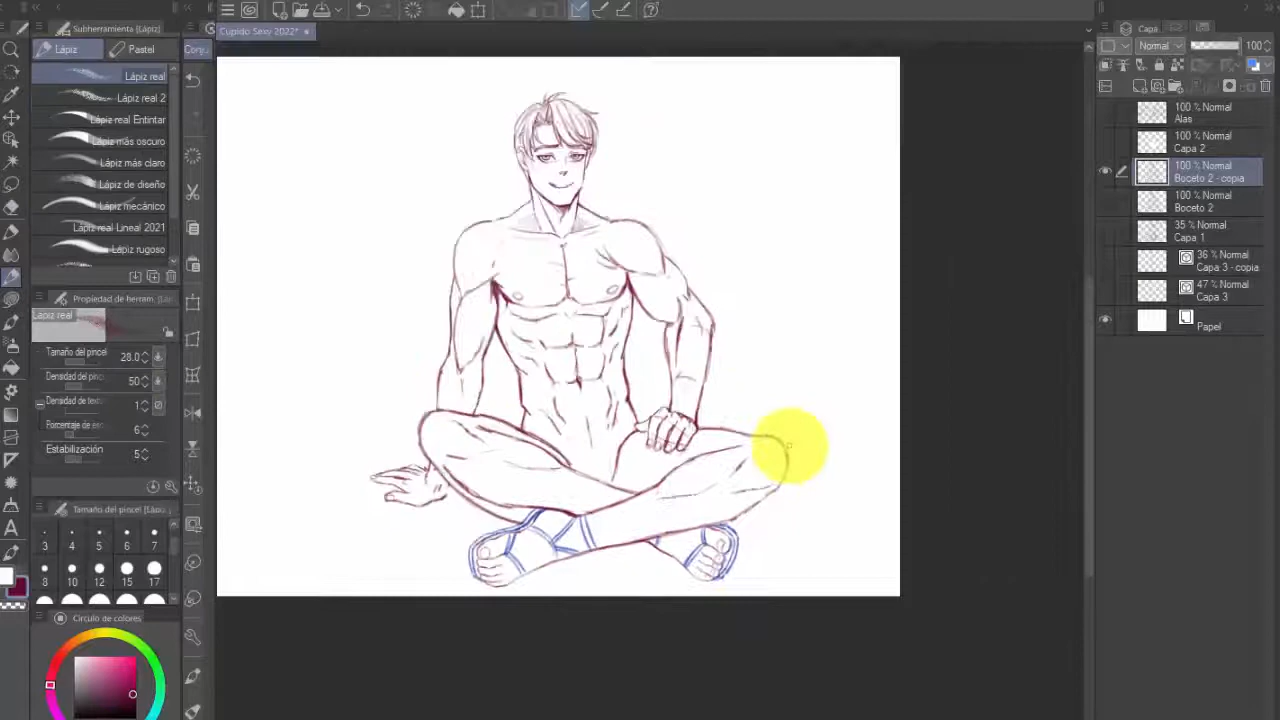 Subherramienta [Lápiz]
Lápiz
Pastel
Lápiz real
Lápiz real 2
Lápiz real Entintar
Lápiz más oscuro
Lápiz más claro
Lápiz de diseño
Lápiz mecánico
Lápiz real Lineal 2021
Lápiz rugoso
Propiedad de herram
Lápiz real
Tamaño del pincel 28.0
Densidad del pinc 50
Densidad de text 1
Porcentaje de es 6
Estabilización 5
Tamaño del pincel
3 4 5 6 7
8 10 12 15 17
Círculo de colores
Cupido Sexy 2022*
Capa
Normal 100
100 % Normal
Alas
100 % Normal
Capa 2
100 % Normal
Boceto 2 - copia
100 % Normal
Boceto 2
35 % Normal
Capa 1
36 % Normal
Capa 3 - copia
47 % Normal
Capa 3
Papel